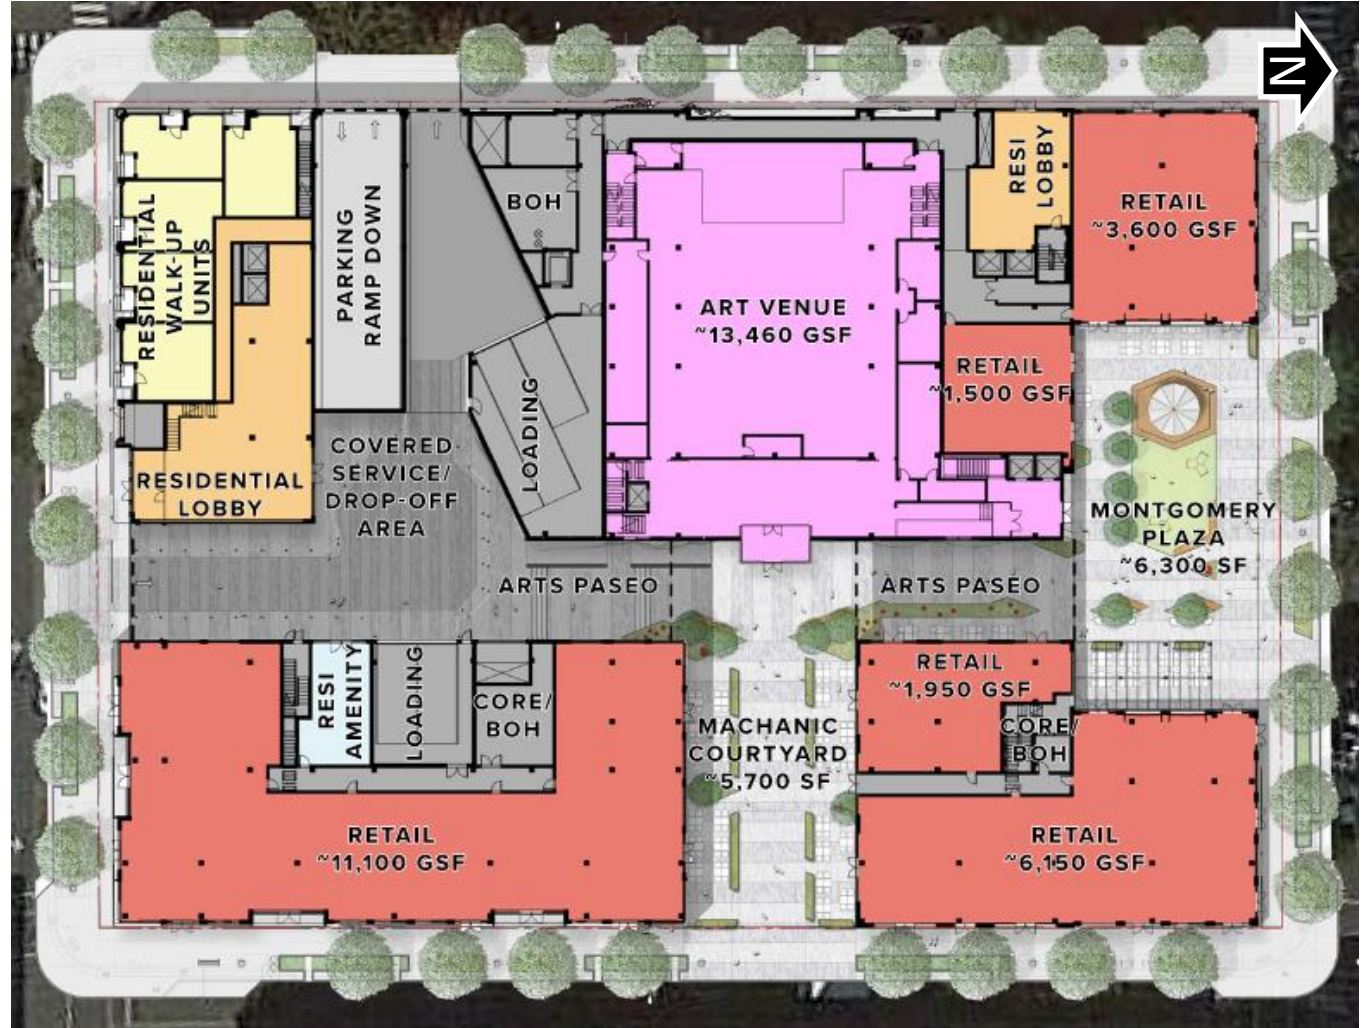 N
RESIDENTIAL
WALK-UP
UNITS
PARKING
RAMP DOWN
BOH
ART VENUE
~13,460 GSF
RESI
LOBBY
RETAIL
~3,600 GSF
RETAIL
~1,500 GSF
LOADING
COVERED
SERVICE/
DROP-OFF
AREA
RESIDENTIAL
LOBBY
MONTGOMERY
PLAZA
~6,300 SF
ARTS PASEO
ARTS PASEO
RESI
AMENITY
LOADING
CORE/
BOH
RETAIL
~1,950 GSF
CORE/
BOH
MACHANIC
COURTYARD
~5,700 SF
RETAIL
~11,100 GSF
RETAIL
~6,150 GSF